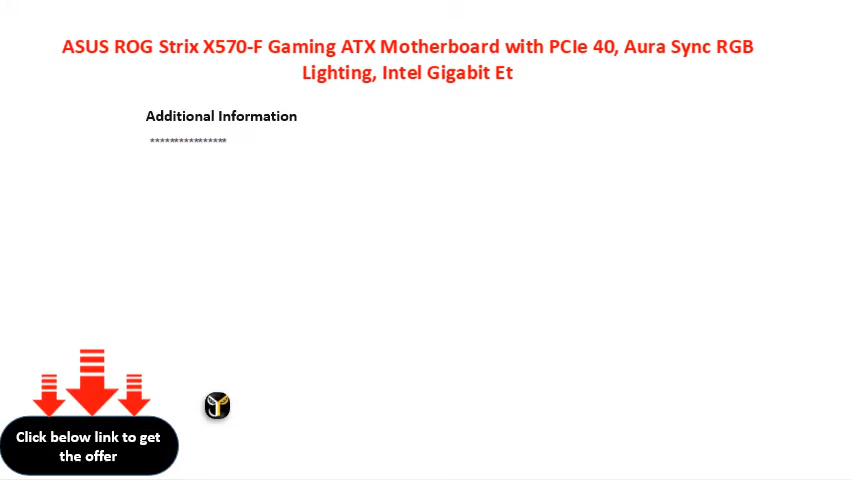 ASUS ROG Strix X570-F Gaming ATX Motherboard with PCIe 40, Aura Sync RGB
Lighting, Intel Gigabit Et
Additional Information
****************
Click below link to get
the offer